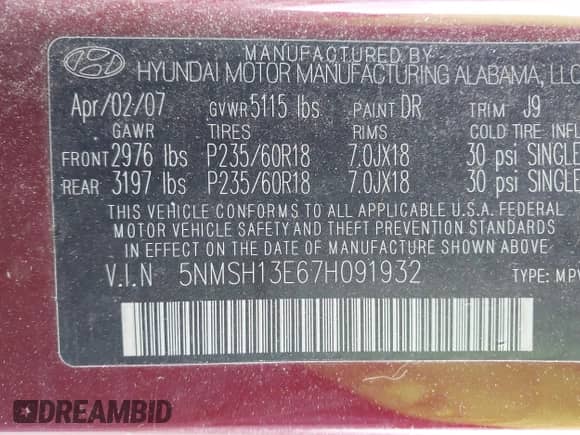 MANUFACTURED BY
HYUNDAI MOTOR MANUFACTURING ALABAMA, LLC
Apr/02/07 GVWR 5115 lbs PAINT DR TRIM J9
GAWR TIRES RIMS COLD TIRE INFL
FRONT 2976 lbs P235/60R18 7.0JX18 30 psi SINGLE
REAR 3197 lbs P235/60R18 7.0JX18 30 psi SINGLE
THIS VEHICLE CONFORMS TO ALL APPLICABLE U.S.A. FEDERAL
MOTOR VEHICLE SAFETY AND THEFT PREVENTION STANDARDS
IN EFFECT ON THE DATE OF MANUFACTURE SHOWN ABOVE.
V.I.N 5NMSH13E67H091932 TYPE: MPV
DREAMBID